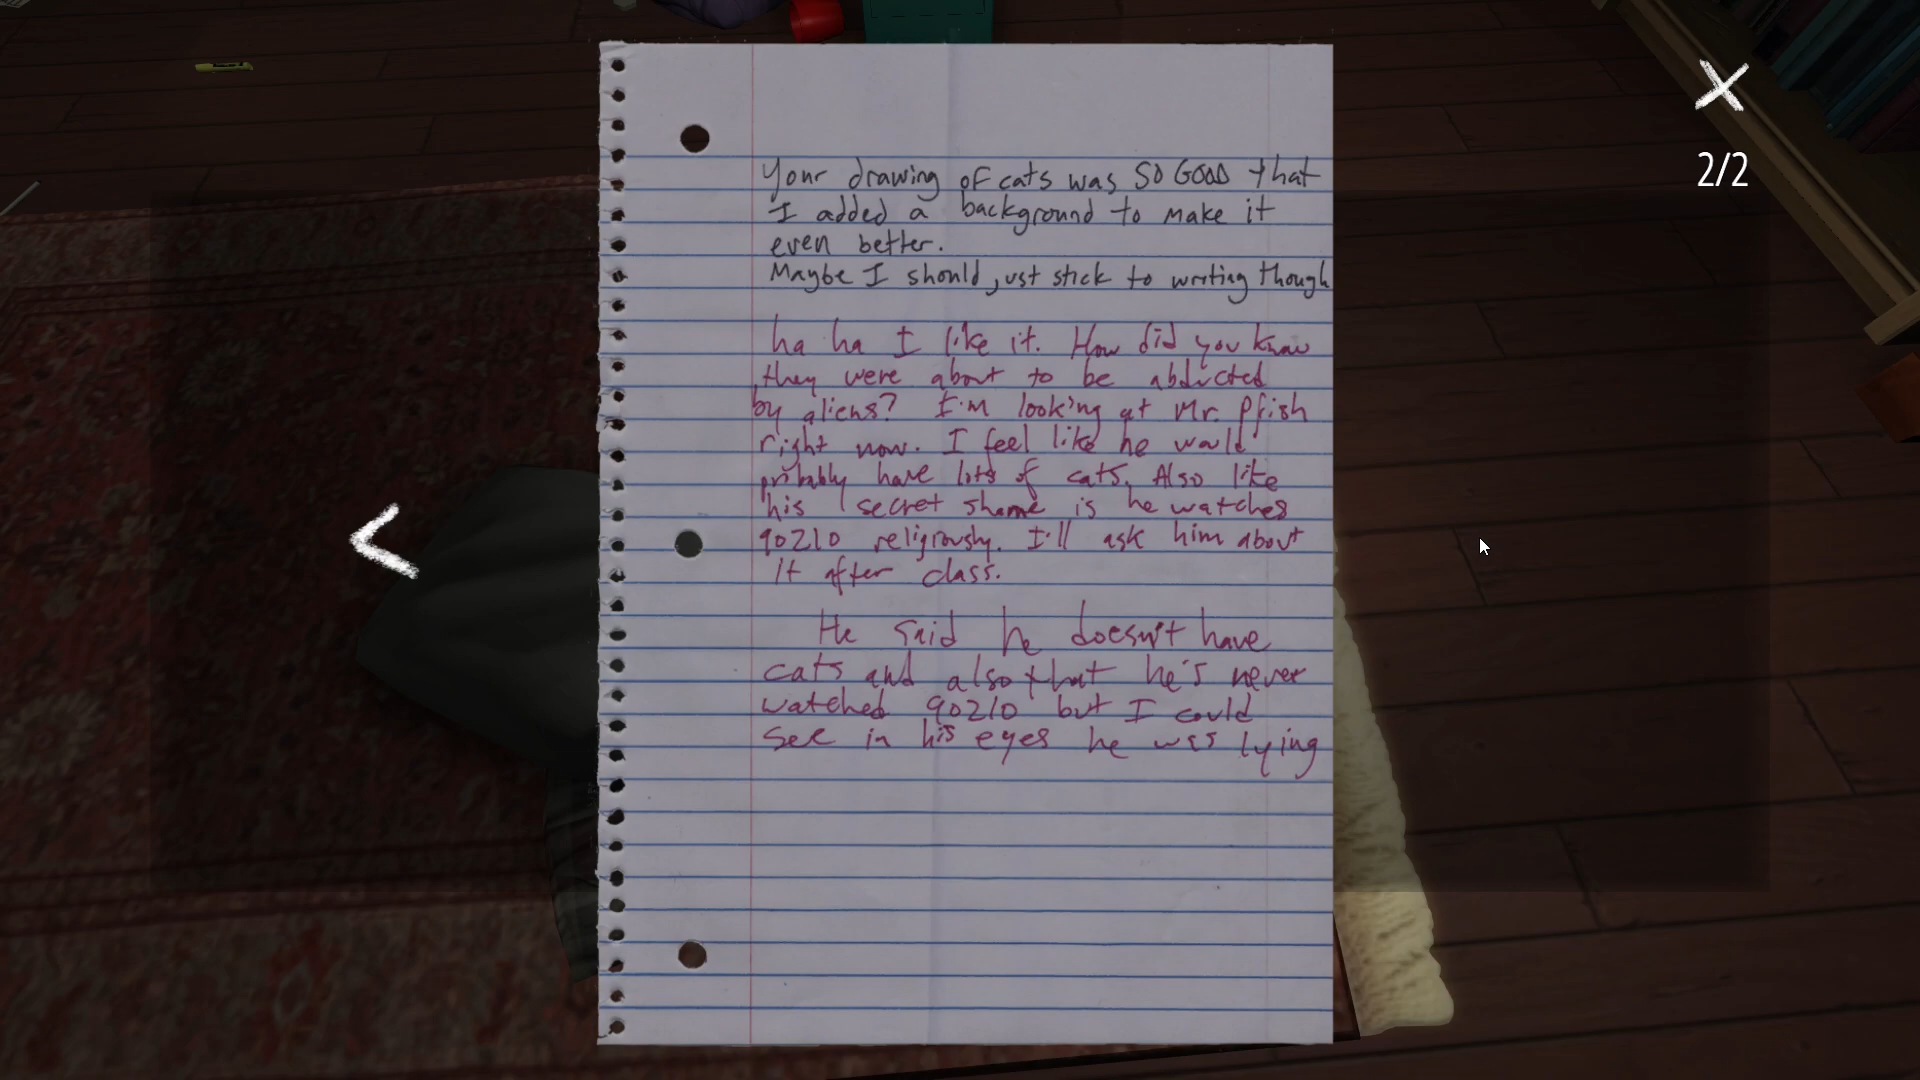 Your drawing of cats was SO GOOD that
I added a background to make it
even better.
Maybe I should just stick to writing though
ha ha I like it. How did you know
they were about to be abducted
by aliens? I'm looking at Mr. Pfish
right now. I feel like he would
probably have lots of cats. Also like
his secret shame is he watches
90210 religiously. I'll ask him about
it after class.
He said he doesn't have
cats and also that he's never
watched 90210 but I could
see in his eyes he was lying
2/2